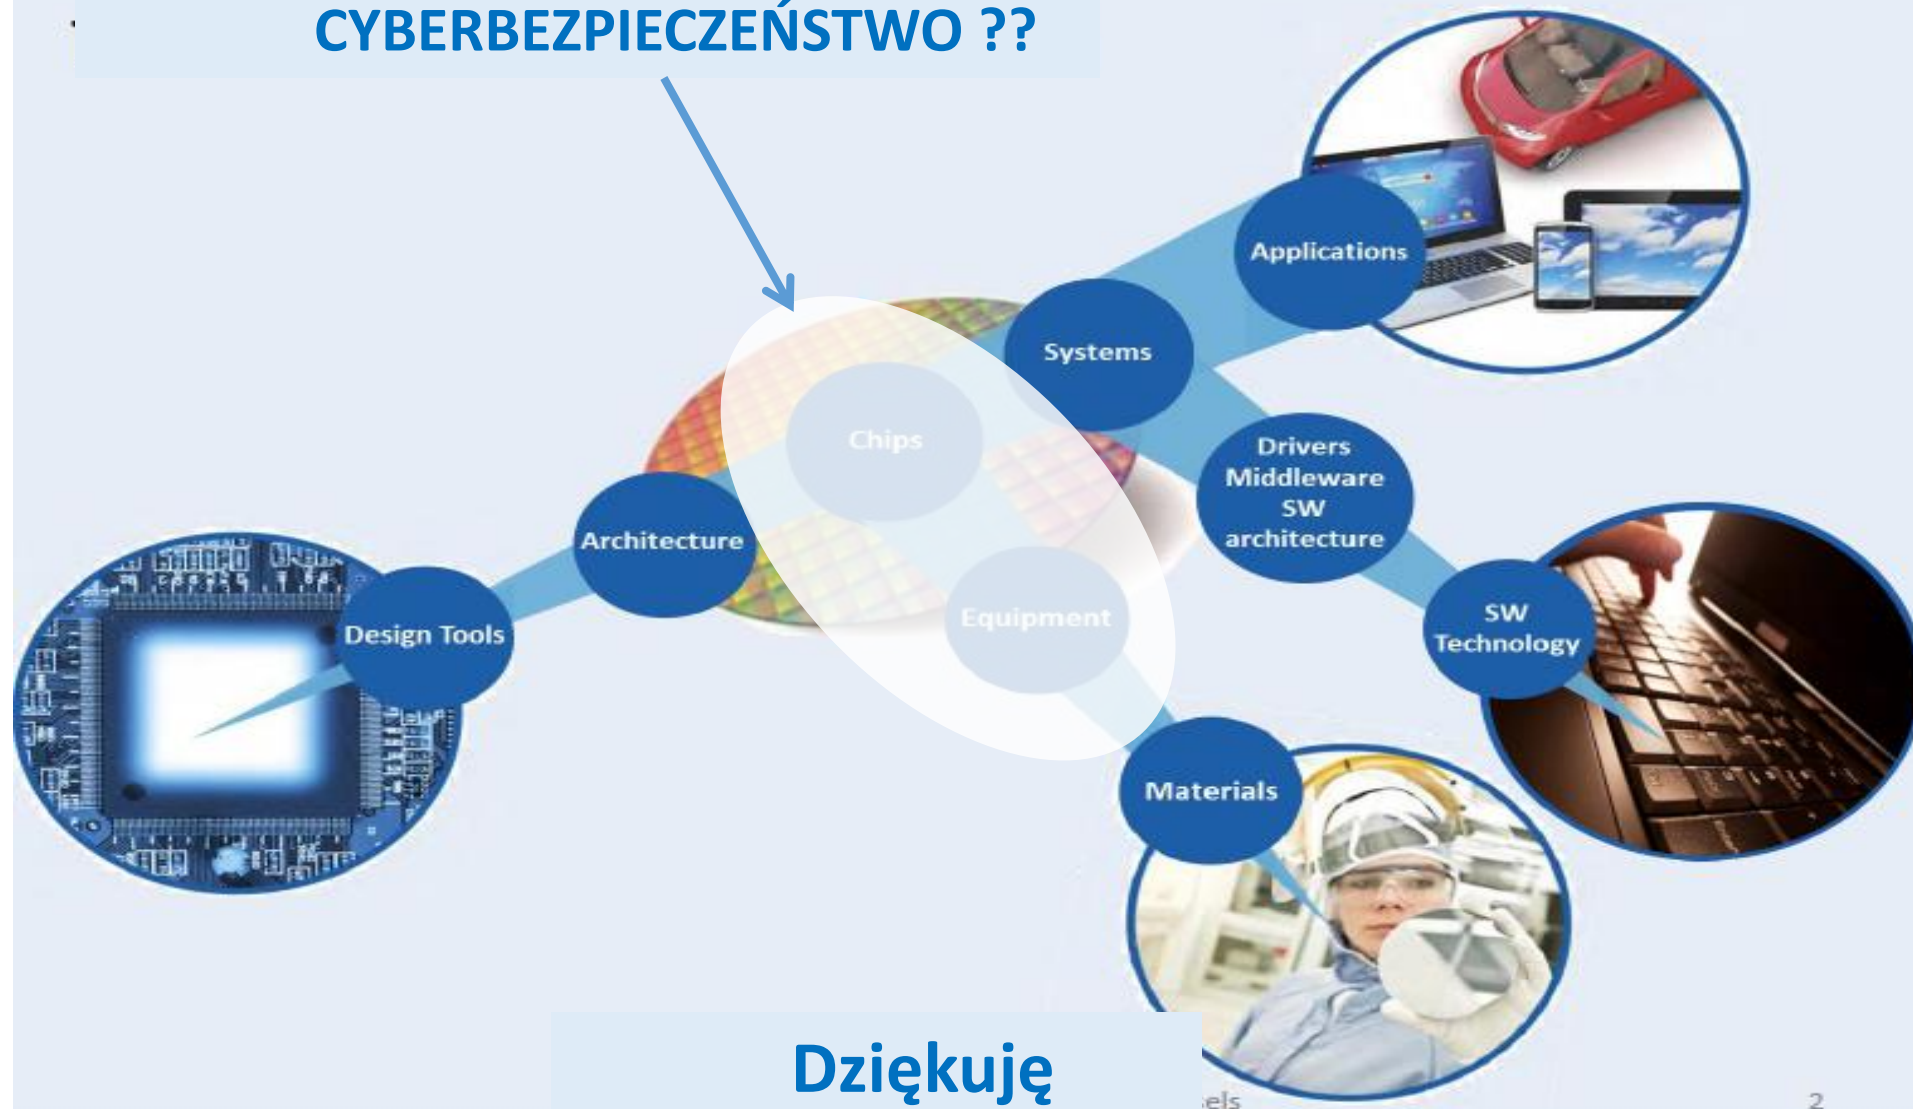 CYBERBEZPIECZEŃSTWO ??
Applications
Systems
Chips
Drivers
Middleware
SW
architecture
Architecture
Equipment
SW
Technology
Design Tools
Materials
Dziękuję
2